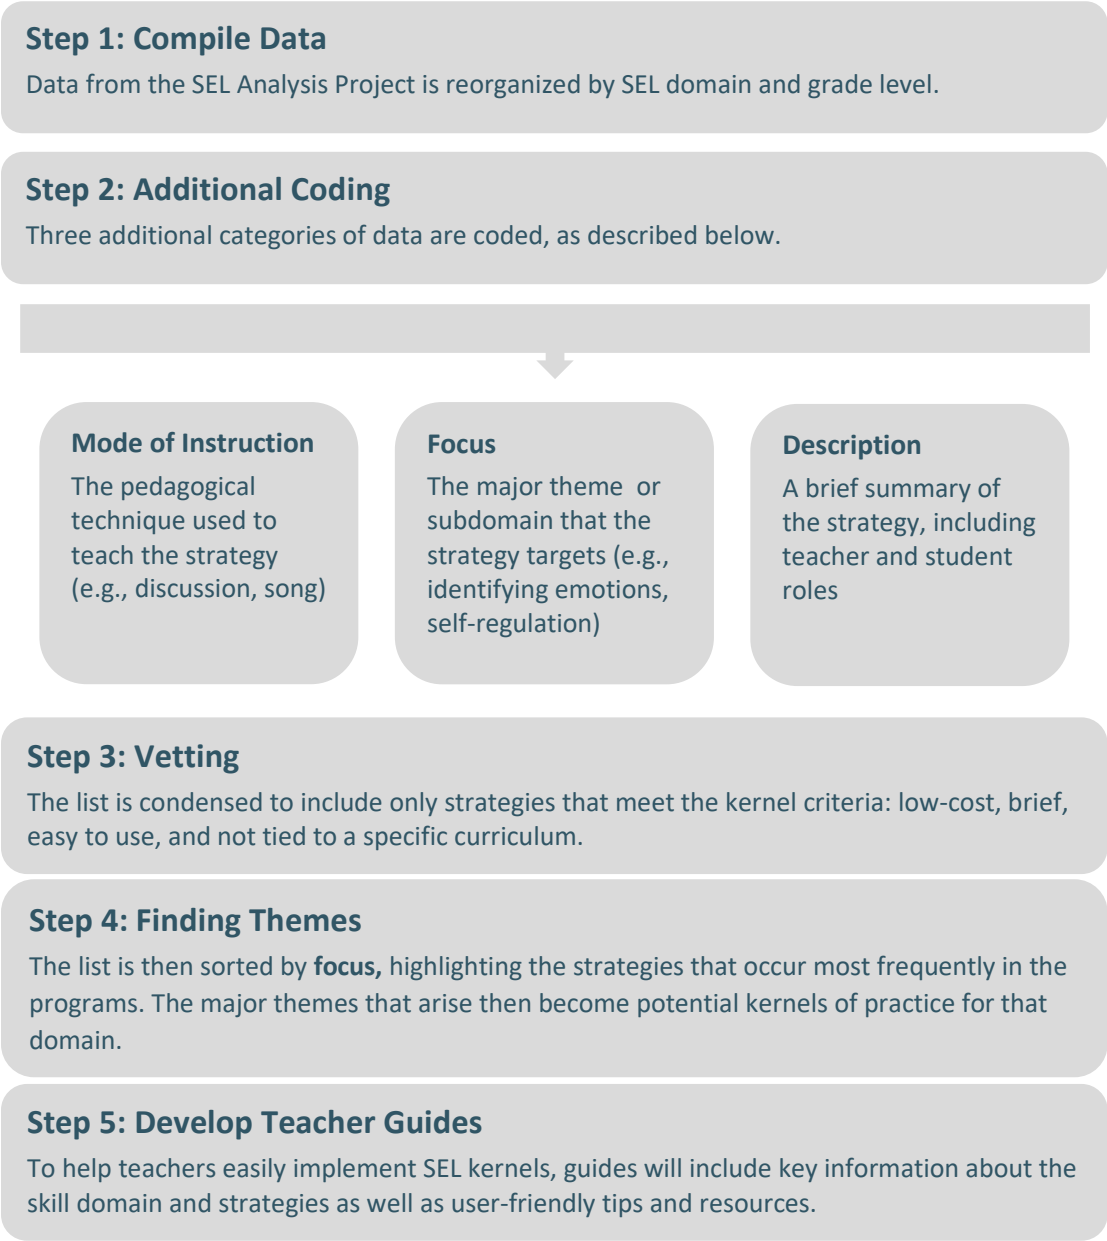 Step 1: Compile Data
Data from the SEL Analysis Project is reorganized by SEL domain and grade level.
Step 2: Additional Coding
Three additional categories of data are coded, as described below.
Mode of Instruction
The pedagogical
technique used to
teach the strategy
(e.g., discussion, song)
Focus
The major theme or
subdomain that the
strategy targets (e.g.,
identifying emotions,
self-regulation)
Description
A brief summary of
the strategy, including
teacher and student
roles
Step 3: Vetting
The list is condensed to include only strategies that meet the kernel criteria: low-cost, brief,
easy to use, and not tied to a specific curriculum.
Step 4: Finding Themes
The list is then sorted by focus, highlighting the strategies that occur most frequently in the
programs. The major themes that arise then become potential kernels of practice for that
domain.
Step 5: Develop Teacher Guides
To help teachers easily implement SEL kernels, guides will include key information about the
skill domain and strategies as well as user-friendly tips and resources.